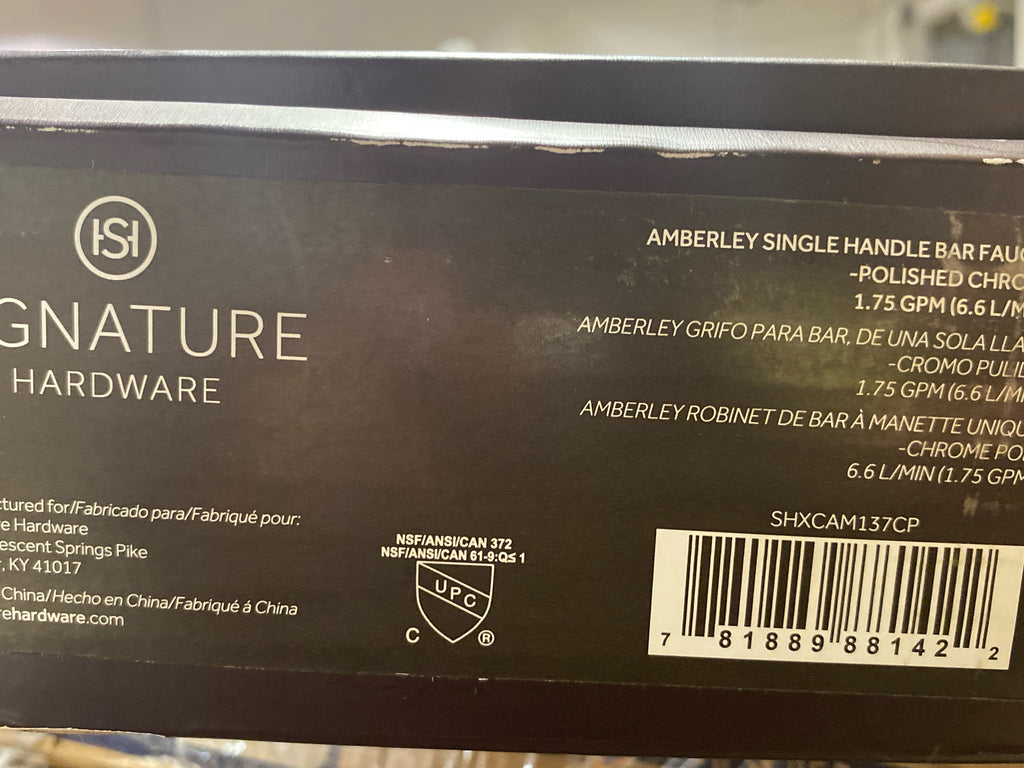 HS
GNATURE
HARDWARE
AMBERLEY SINGLE HANDLE BAR FAUC
-POLISHED CHRO
1.75 GPM (6.6 L/M
AMBERLEY GRIFO PARA BAR, DE UNA SOLA LLA
-CROMO PULID
1.75 GPM (6.6 L/MI
AMBERLEY ROBINET DE BAR À MANETTE UNIQU
-CHROME PO
6.6 L/MIN (1.75 GPM
ctured for/Fabricado para/Fabriqué pour:
re Hardware
escent Springs Pike
, KY 41017
China/Hecho en China/Fabriqué á China
rehardware.com
NSF/ANSI/CAN 372
NSF/ANSI/CAN 61-9:Q≤ 1
UPC
C ®
SHXCAM137CP
7 81889 88142 2